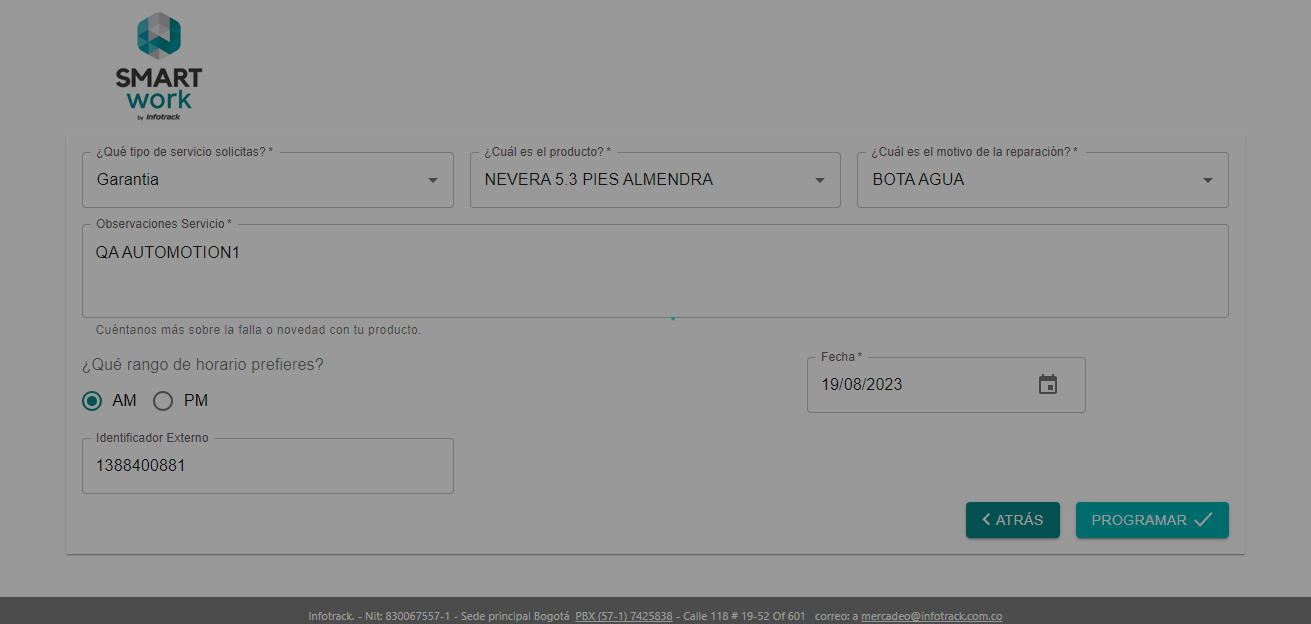 SMART
work
by infotrack
¿Qué tipo de servicio solicitas? *
Garantia
¿Cuál es el producto? *
NEVERA 5.3 PIES ALMENDRA
¿Cuál es el motivo de la reparación? *
BOTA AGUA
Observaciones Servicio *
QA AUTOMOTION1
Cuéntanos más sobre la falla o novedad con tu producto.
¿Qué rango de horario prefieres?
AM PM
Fecha *
19/08/2023
Identificador Externo
1388400881
ATRÁS PROGRAMAR
Infotrack. - Nit: 830067557-1 - Sede principal Bogotá PBX (57-1) 7425838 - Calle 118 # 19-52 Of 601 correo: a mercadeo@infotrack.com.co